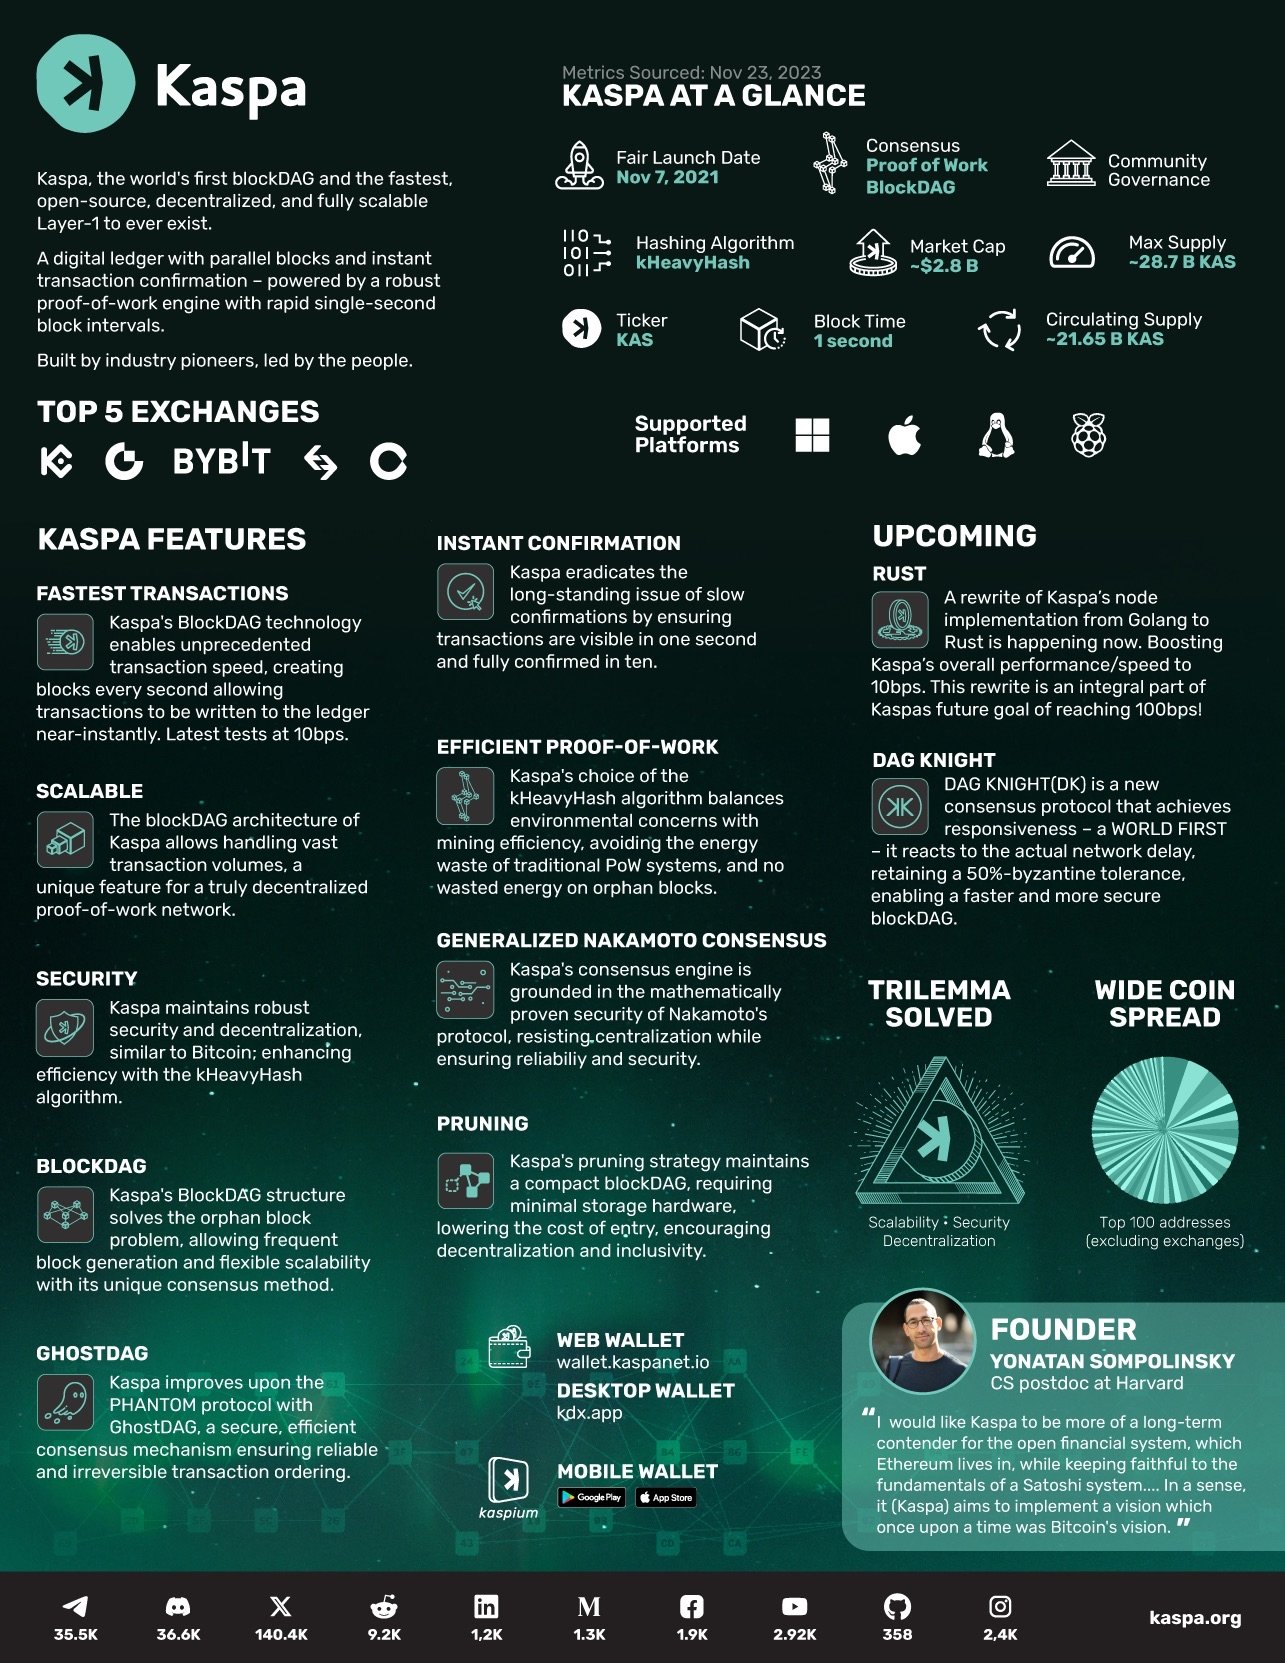 Kaspa
Kaspa, the world's first blockDAG and the fastest,
open-source, decentralized, and fully scalable
Layer-1 to ever exist.
A digital ledger with parallel blocks and instant
transaction confirmation – powered by a robust
proof-of-work engine with rapid single-second
block intervals.
Built by industry pioneers, led by the people.
TOP 5 EXCHANGES
BYBIT
Metrics Sourced: Nov 23, 2023
KASPA AT A GLANCE
Fair Launch Date
Nov 7, 2021
Consensus
Proof of Work
BlockDAG
Community
Governance
110
101
011
Hashing Algorithm
kHeavyHash
Market Cap
~$2.8 B
Max Supply
~28.7 B KAS
Ticker
KAS
Block Time
1 second
Circulating Supply
~21.65 B KAS
Supported
Platforms
KASPA FEATURES
FASTEST TRANSACTIONS
Kaspa's BlockDAG technology
enables unprecedented
transaction speed, creating
blocks every second allowing
transactions to be written to the ledger
near-instantly. Latest tests at 10bps.
SCALABLE
The blockDAG architecture of
Kaspa allows handling vast
transaction volumes, a
unique feature for a truly decentralized
proof-of-work network.
SECURITY
Kaspa maintains robust
security and decentralization,
similar to Bitcoin; enhancing
efficiency with the kHeavyHash
algorithm.
BLOCKDAG
Kaspa's BlockDAG structure
solves the orphan block
problem, allowing frequent
block generation and flexible scalability
with its unique consensus method.
GHOSTDAG
Kaspa improves upon the
PHANTOM protocol with
GhostDAG, a secure, efficient
consensus mechanism ensuring reliable
and irreversible transaction ordering.
INSTANT CONFIRMATION
Kaspa eradicates the
long-standing issue of slow
confirmations by ensuring
transactions are visible in one second
and fully confirmed in ten.
EFFICIENT PROOF-OF-WORK
Kaspa's choice of the
kHeavyHash algorithm balances
environmental concerns with
mining efficiency, avoiding the energy
waste of traditional PoW systems, and no
wasted energy on orphan blocks.
GENERALIZED NAKAMOTO CONSENSUS
Kaspa's consensus engine is
grounded in the mathematically
proven security of Nakamoto's
protocol, resisting centralization while
ensuring reliabiliy and security.
PRUNING
Kaspa's pruning strategy maintains
a compact blockDAG, requiring
minimal storage hardware,
lowering the cost of entry, encouraging
decentralization and inclusivity.
WEB WALLET
wallet.kaspanet.io
DESKTOP WALLET
kdx.app
kaspium
MOBILE WALLET
Google Play
App Store
UPCOMING
RUST
A rewrite of Kaspa’s node
implementation from Golang to
Rust is happening now. Boosting
Kaspa’s overall performance/speed to
10bps. This rewrite is an integral part of
Kaspas future goal of reaching 100bps!
DAG KNIGHT
DAG KNIGHT(DK) is a new
consensus protocol that achieves
responsiveness – a WORLD FIRST
– it reacts to the actual network delay,
retaining a 50%-byzantine tolerance,
enabling a faster and more secure
blockDAG.
TRILEMMA
SOLVED
Scalability • Security
Decentralization
WIDE COIN
SPREAD
Top 100 addresses
(excluding exchanges)
FOUNDER
YONATAN SOMPOLINSKY
CS postdoc at Harvard
“I would like Kaspa to be more of a long-term
contender for the open financial system, which
Ethereum lives in, while keeping faithful to the
fundamentals of a Satoshi system.... In a sense,
it (Kaspa) aims to implement a vision which
once upon a time was Bitcoin's vision. ”
35.5K
36.6K
140.4K
9.2K
1,2K
1.3K
1.9K
2.92K
358
2,4K
kaspa.org